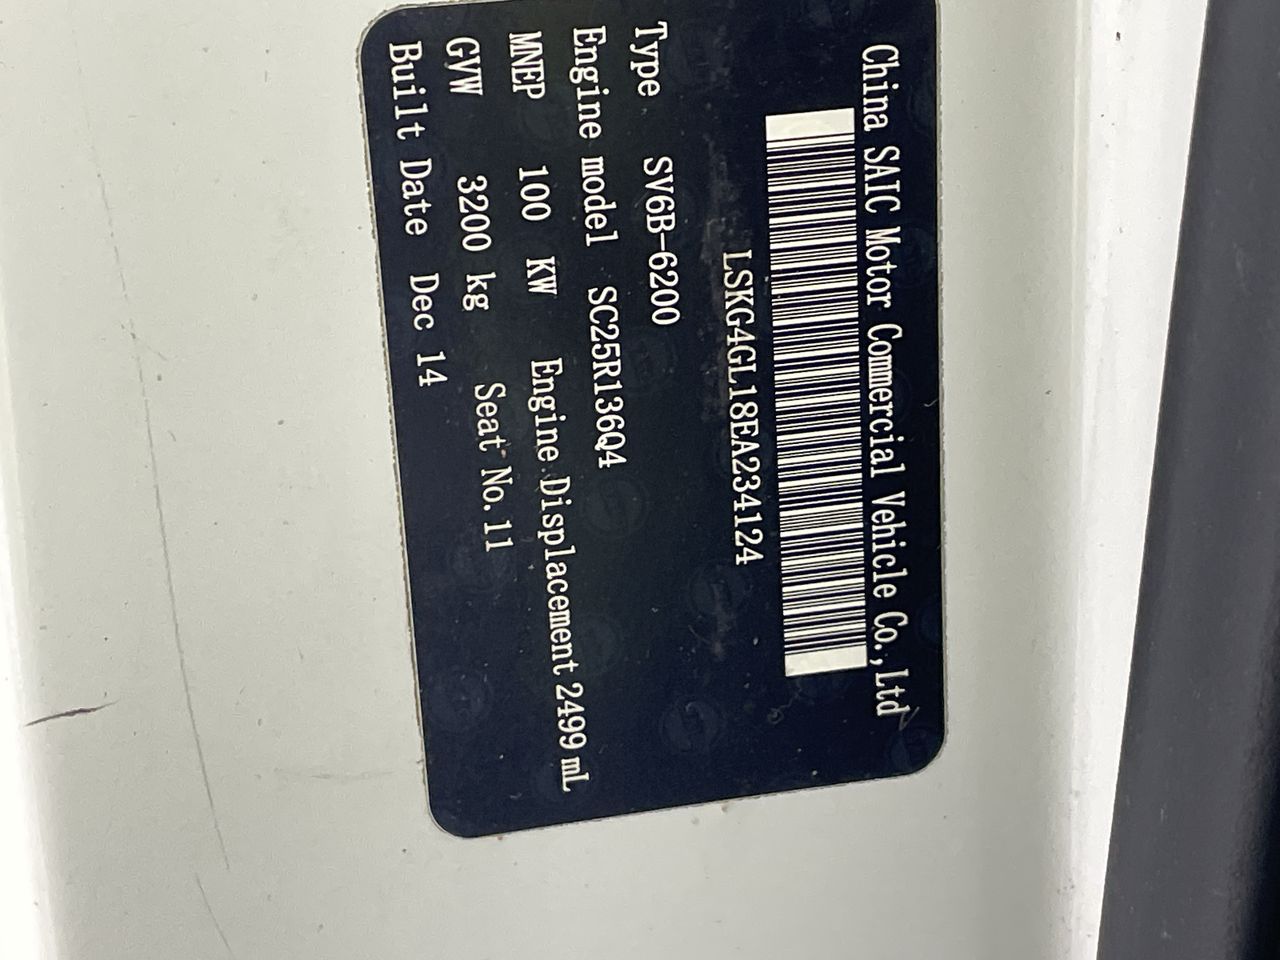 China SAIC Motor Commercial Vehicle Co.,Ltd
LSKG4GL18EA234124
Type SV6B-6200
Engine model SC25R136Q4
MNEP 100 KW Engine Displacement 2499 mL
GVW 3200 kg Seat No.11
Built Date Dec 14